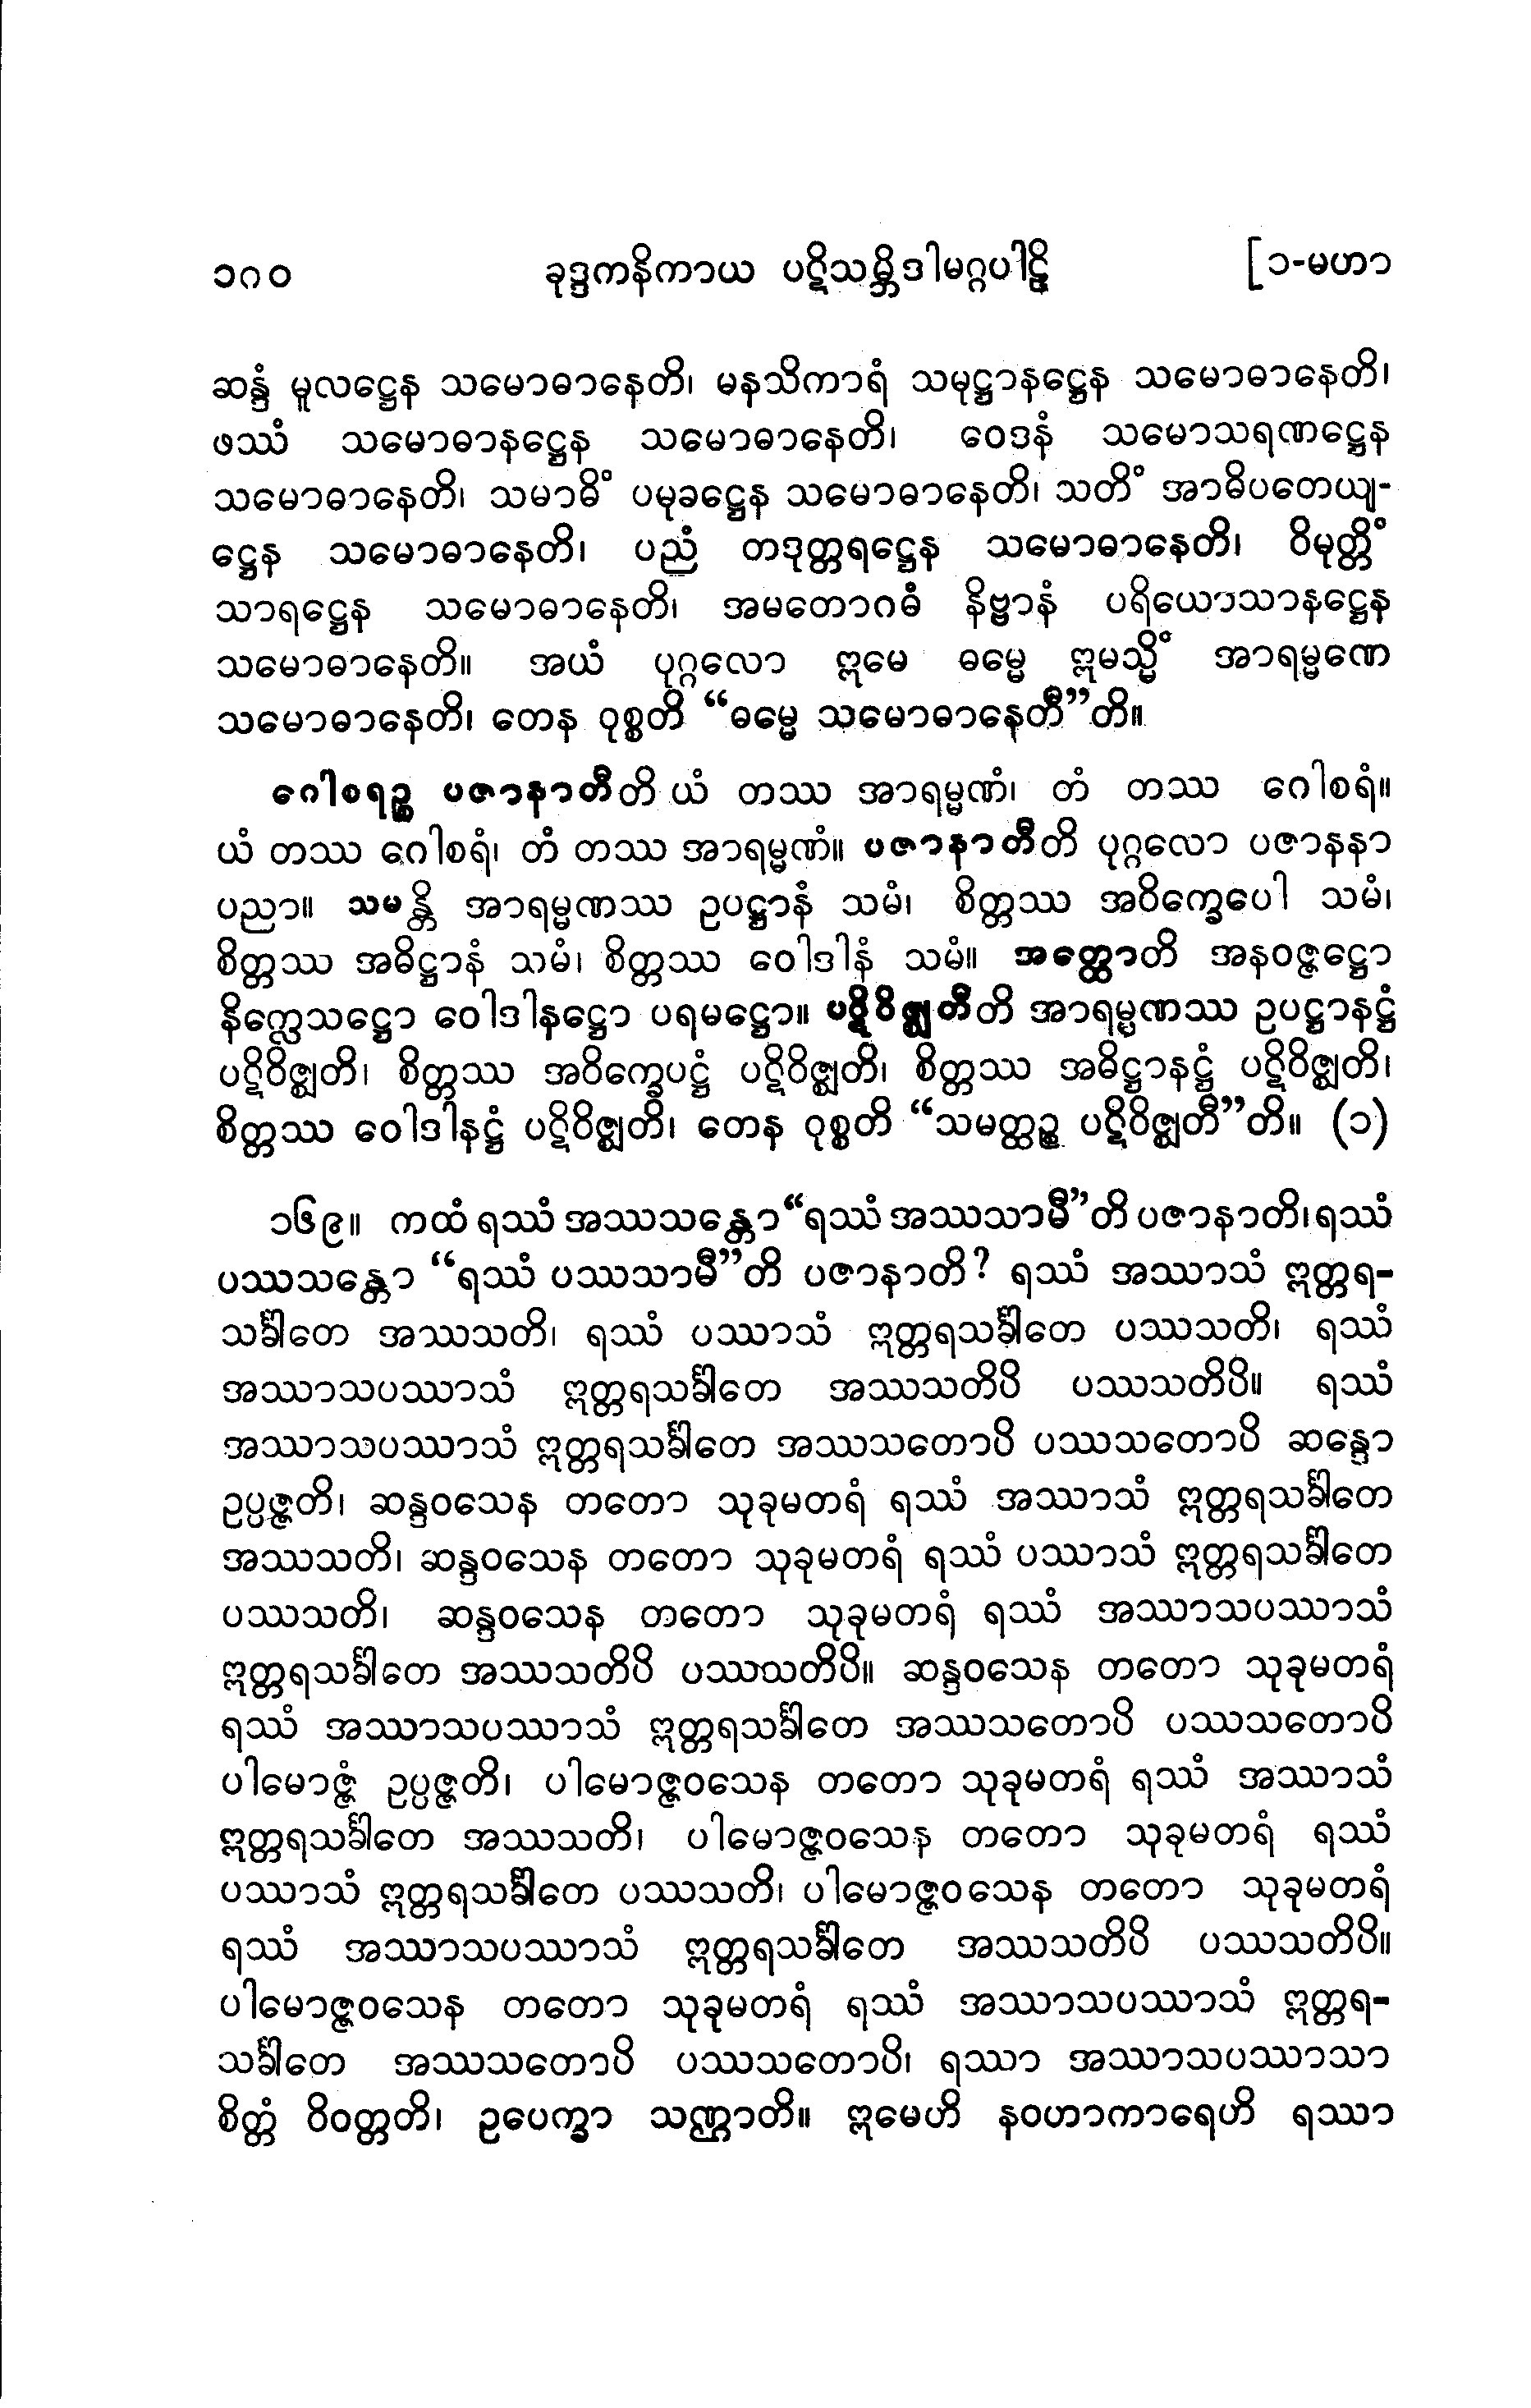 ၁၈၀ ခုဒ္ဒကနိကာယ ပဋိသမ္ဘိဒါမဂ္ဂပါဠိ [၁-မဟာ
ဆန္ဒံ မူလဋ္ဌေန သမောဓာနေတိ၊ မနသိကာရံ သမုဋ္ဌာနဋ္ဌေန သမောဓာနေတိ၊
ဖဿံ သမောဓာနဋ္ဌေန သမောဓာနေတိ၊ ဝေဒနံ သမောသရဏဋ္ဌေန
သမောဓာနေတိ၊ သမာဓိံ ပမုခဋ္ဌေန သမောဓာနေတိ၊ သတိံ အာဓိပတေယျ-
ဋ္ဌေန သမောဓာနေတိ၊ ပညံ တဒုတ္တရဋ္ဌေန သမောဓာနေတိ၊ ဝိမုတ္တိံ
သာရဋ္ဌေန သမောဓာနေတိ၊ အမတောဂဓံ နိဗ္ဗာနံ ပရိယောသာနဋ္ဌေန
သမောဓာနေတိ။ အယံ ပုဂ္ဂလော ဣမေ ဓမ္မေ ဣမသ္မိံ အာရမ္မဏေ
သမောဓာနေတိ၊ တေန ဝုစ္စတိ “ဓမ္မေ သမောဓာနေတီ”တိ။
ဂေါစရဉ္စ ပဇာနာတီတိ ယံ တဿ အာရမ္မဏံ၊ တံ တဿ ဂေါစရံ။
ယံ တဿ ဂေါစရံ၊ တံ တဿ အာရမ္မဏံ။ ပဇာနာတီတိ ပုဂ္ဂလော ပဇာနနာ
ပညာ။ သမန္တိ အာရမ္မဏဿ ဥပဋ္ဌာနံ သမံ၊ စိတ္တဿ အဝိက္ခေပေါ သမံ၊
စိတ္တဿ အဓိဋ္ဌာနံ သမံ၊ စိတ္တဿ ဝေါဒါနံ သမံ။ အတ္ထောတိ အနဝဇ္ဇဋ္ဌော
နိက္လေသဋ္ဌော ဝေါဒါနဋ္ဌော ပရမဋ္ဌော။ ပဋိဝိဇ္ဈတီတိ အာရမ္မဏဿ ဥပဋ္ဌာနဋ္ဌံ
ပဋိဝိဇ္ဈတိ၊ စိတ္တဿ အဝိက္ခေပဋ္ဌံ ပဋိဝိဇ္ဈတိ၊ စိတ္တဿ အဓိဋ္ဌာနဋ္ဌံ ပဋိဝိဇ္ဈတိ၊
စိတ္တဿ ဝေါဒါနဋ္ဌံ ပဋိဝိဇ္ဈတိ၊ တေန ဝုစ္စတိ “သမတ္ထဉ္စ ပဋိဝိဇ္ဈတီ”တိ။ (၁)
၁၆၉။ ကထံ ရဿံ အဿသန္တော “ရဿံ အဿသာမီ”တိ ပဇာနာတိ၊ ရဿံ
ပဿသန္တော “ရဿံ ပဿသာမီ”တိ ပဇာနာတိ? ရဿံ အဿာသံ ဣတ္တရ-
သင်္ခါတေ အဿသတိ၊ ရဿံ ပဿာသံ ဣတ္တရသင်္ခါတေ ပဿသတိ၊ ရဿံ
အဿာသပဿာသံ ဣတ္တရသင်္ခါတေ အဿသတိပိ ပဿသတိပိ။ ရဿံ
အဿာသပဿာသံ ဣတ္တရသင်္ခါတေ အဿသတောပိ ပဿသတောပိ ဆန္ဒော
ဥပ္ပဇ္ဇတိ၊ ဆန္ဒဝသေန တတော သုခုမတရံ ရဿံ အဿာသံ ဣတ္တရသင်္ခါတေ
အဿသတိ၊ ဆန္ဒဝသေန တတော သုခုမတရံ ရဿံ ပဿာသံ ဣတ္တရသင်္ခါတေ
ပဿသတိ၊ ဆန္ဒဝသေန တတော သုခုမတရံ ရဿံ အဿာသပဿာသံ
ဣတ္တရသင်္ခါတေ အဿသတိပိ ပဿသတိပိ။ ဆန္ဒဝသေန တတော သုခုမတရံ
ရဿံ အဿာသပဿာသံ ဣတ္တရသင်္ခါတေ အဿသတောပိ ပဿသတောပိ
ပါမောဇ္ဇံ ဥပ္ပဇ္ဇတိ၊ ပါမောဇ္ဇဝသေန တတော သုခုမတရံ ရဿံ အဿာသံ
ဣတ္တရသင်္ခါတေ အဿသတိ၊ ပါမောဇ္ဇဝသေန တတော သုခုမတရံ ရဿံ
ပဿာသံ ဣတ္တရသင်္ခါတေ ပဿသတိ၊ ပါမောဇ္ဇဝသေန တတော သုခုမတရံ
ရဿံ အဿာသပဿာသံ ဣတ္တရသင်္ခါတေ အဿသတိပိ ပဿသတိပိ။
ပါမောဇ္ဇဝသေန တတော သုခုမတရံ ရဿံ အဿာသပဿာသံ ဣတ္တရ-
သင်္ခါတေ အဿသတောပိ ပဿသတောပိ၊ ရဿာ အဿာသပဿာသာ
စိတ္တံ ဝိဝတ္တတိ၊ ဥပေက္ခာ သဏ္ဌာတိ။ ဣမေဟိ နဝဟာကာရေဟိ ရဿာ